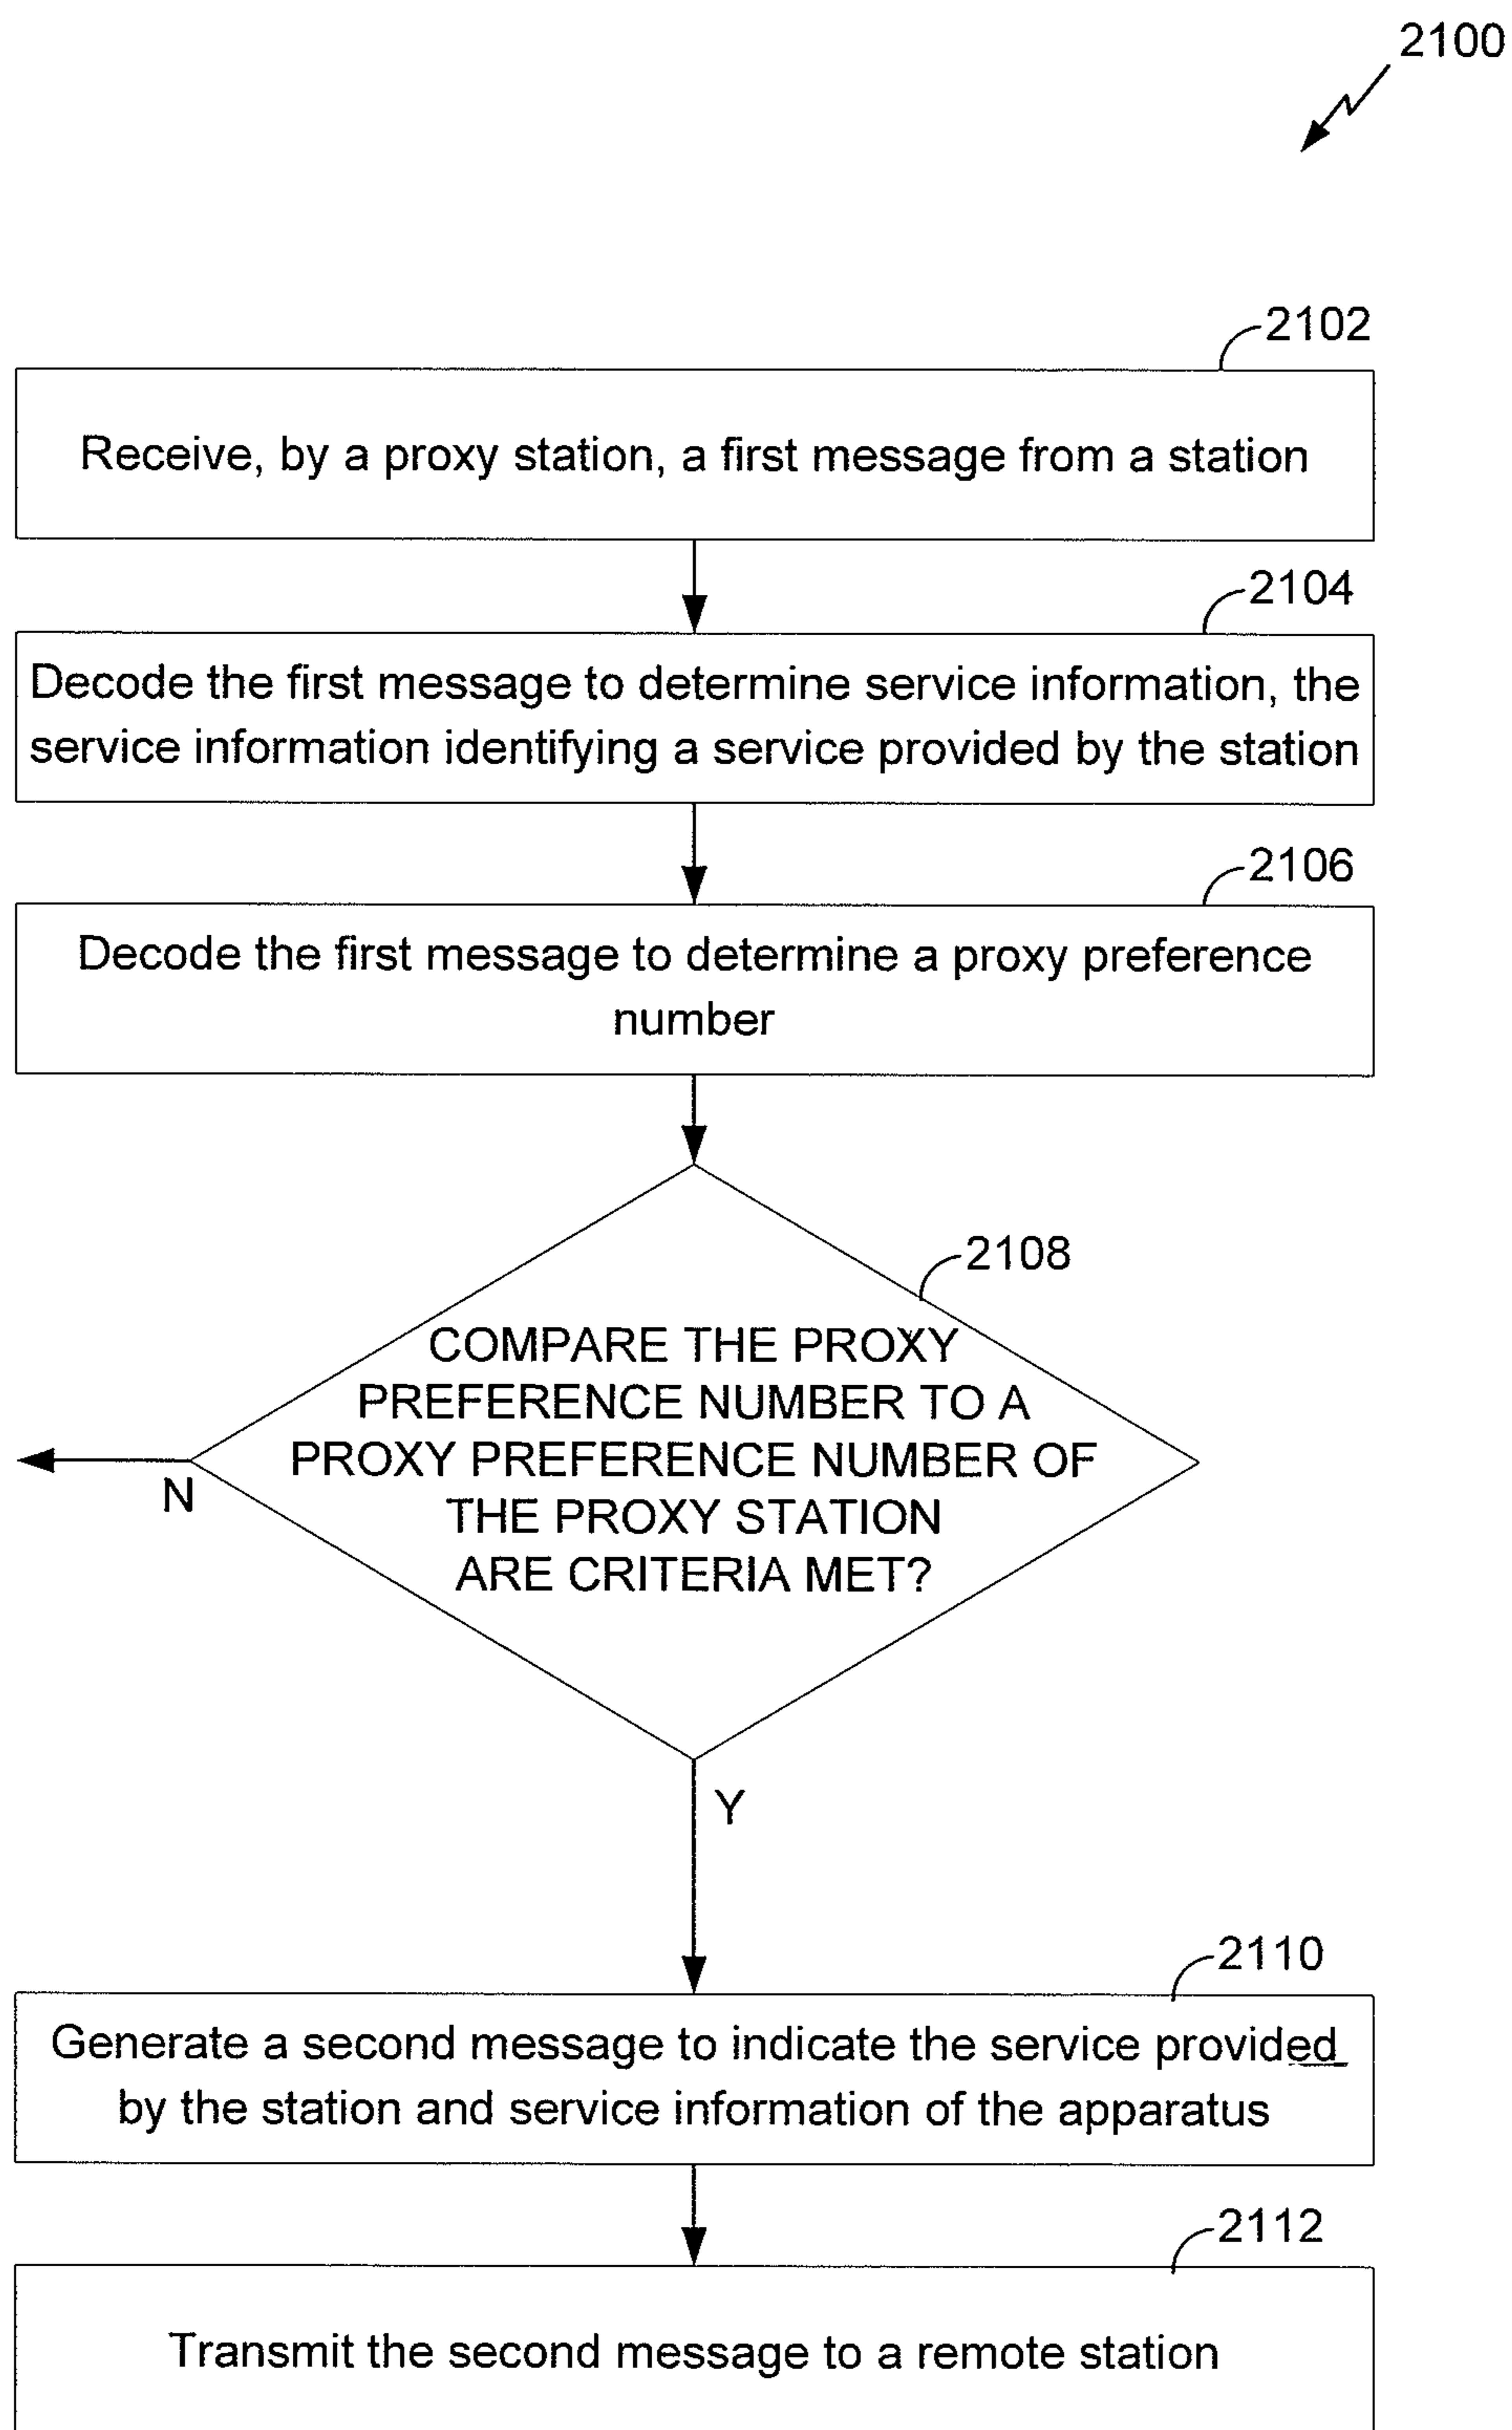 2100
2102
Receive, by a proxy station, a first message from a station
2104
Decode the first message to determine service information, the
service information identifying a service provided by the station
2106
Decode the first message to determine a proxy preference
number
2108
COMPARE THE PROXY
PREFERENCE NUMBER TO A
PROXY PREFERENCE NUMBER OF
THE PROXY STATION
ARE CRITERIA MET?
N
Y
2110
Generate a second message to indicate the service provided
by the station and service information of the apparatus
2112
Transmit the second message to a remote station